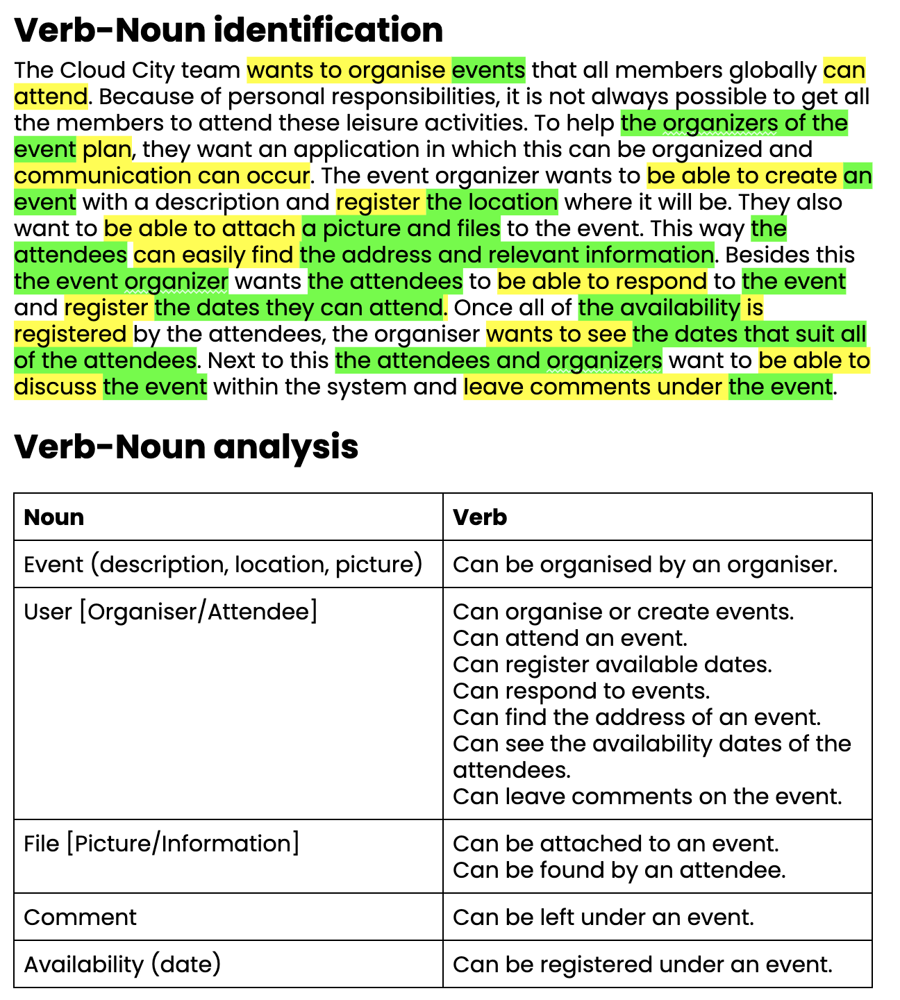 Verb-Noun identification
The Cloud City team wants to organise events that all members globally can
attend. Because of personal responsibilities, it is not always possible to get all
the members to attend these leisure activities. To help the organizers of the
event plan, they want an application in which this can be organized and
communication can occur. The event organizer wants to be able to create an
event with a description and register the location where it will be. They also
want to be able to attach a picture and files to the event. This way the
attendees can easily find the address and relevant information. Besides this
the event organizer wants the attendees to be able to respond to the event
and register the dates they can attend. Once all of the availability is
registered by the attendees, the organiser wants to see the dates that suit all
of the attendees. Next to this the attendees and organizers want to be able to
discuss the event within the system and leave comments under the event.
Verb-Noun analysis
Noun Verb
Event (description, location, picture) Can be organised by an organiser.
User [Organiser/Attendee] Can organise or create events.
Can attend an event.
Can register available dates.
Can respond to events.
Can find the address of an event.
Can see the availability dates of the
attendees.
Can leave comments on the event.
File [Picture/Information] Can be attached to an event.
Can be found by an attendee.
Comment Can be left under an event.
Availability (date) Can be registered under an event.